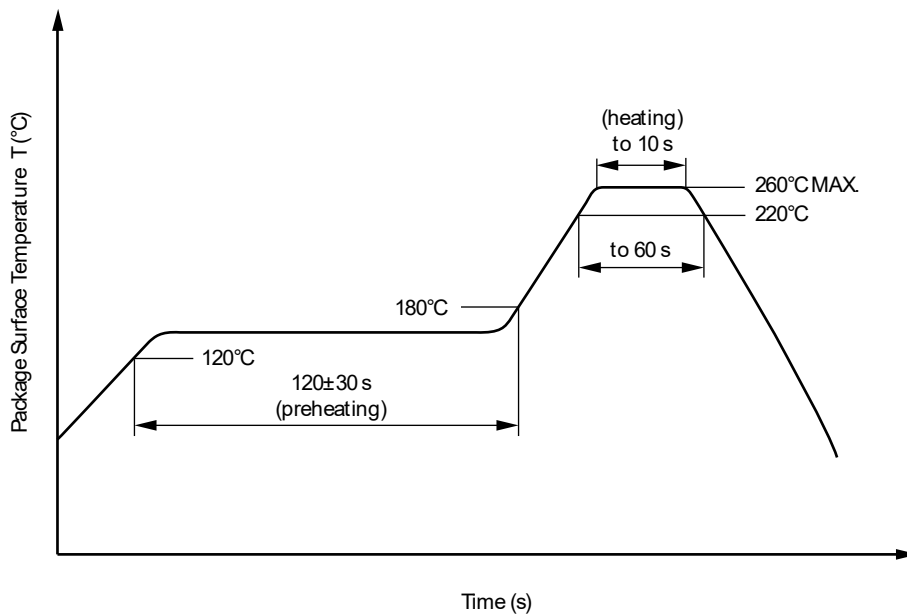 Package Surface Temperature T (°C)
(heating)
to 10 s
260°C MAX.
220°C
to 60 s
180°C
120°C
120±30 s
(preheating)
Time (s)